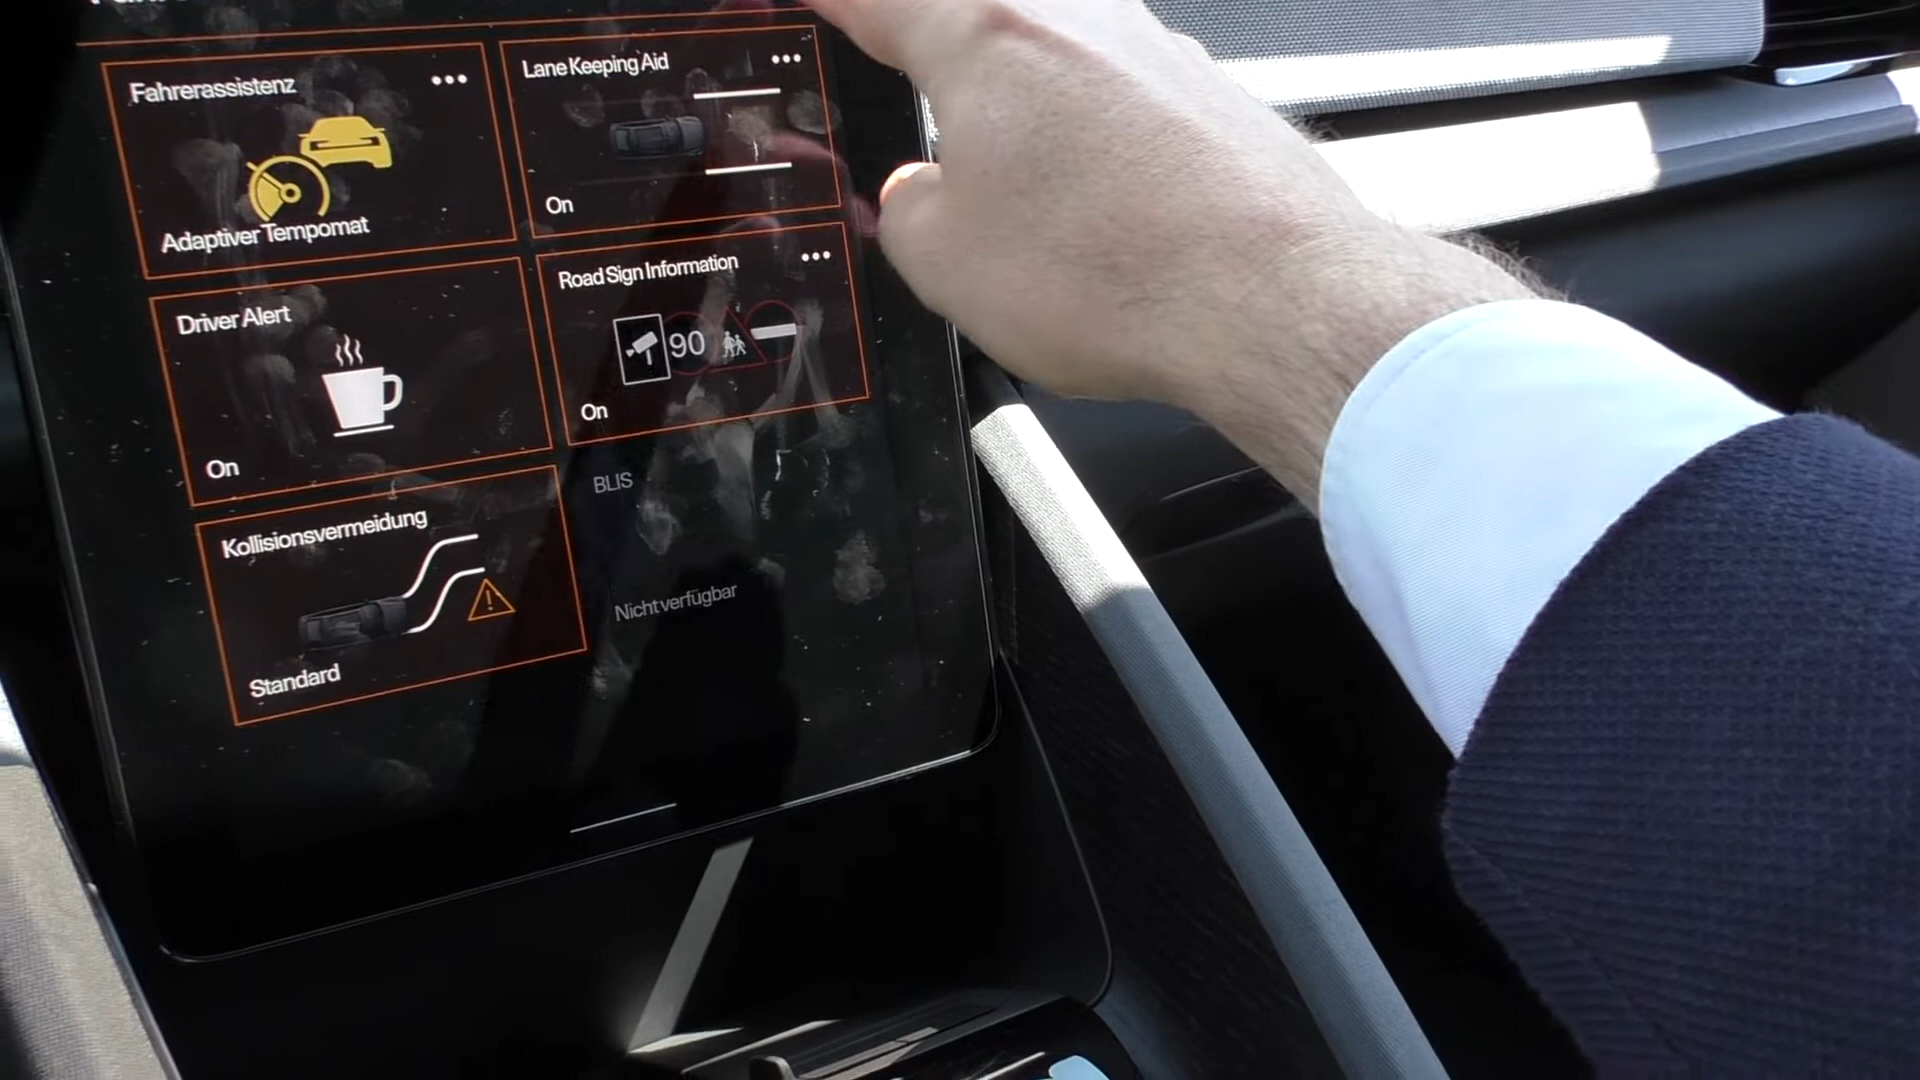 Fahrerassistenz
Adaptiver Tempomat
Lane Keeping Aid
On
Driver Alert
On
Road Sign Information
90
On
Kollisionsvermeidung
Standard
BLIS
Nicht verfügbar